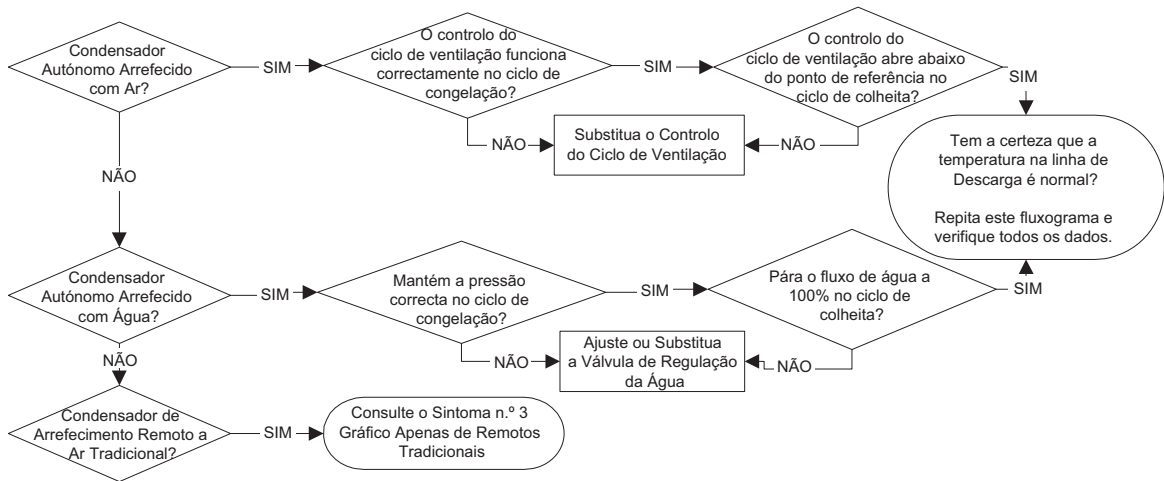 Condensador
Autónomo Arrefecido
com Ar?
SIM
O controlo do
ciclo de ventilação funciona
correctamente no ciclo de
congelação?
SIM
O controlo do
ciclo de ventilação abre abaixo
do ponto de referência no
ciclo de colheita?
SIM
NÃO
Substitua o Controlo
do Ciclo de Ventilação
NÃO
Tem a certeza que a
temperatura na linha de
Descarga é normal?
Repita este fluxograma e
verifique todos os dados.
NÃO
Condensador
Autónomo Arrefecido
com Água?
SIM
Mantém a pressão
correcta no ciclo de
congelação?
SIM
Pára o fluxo de água a
100% no ciclo de
colheita?
SIM
NÃO
NÃO
Ajuste ou Substitua
a Válvula de Regulação
da Água
NÃO
Condensador de
Arrefecimento Remoto a
Ar Tradicional?
SIM
Consulte o Sintoma n.º 3
Gráfico Apenas de Remotos
Tradicionais